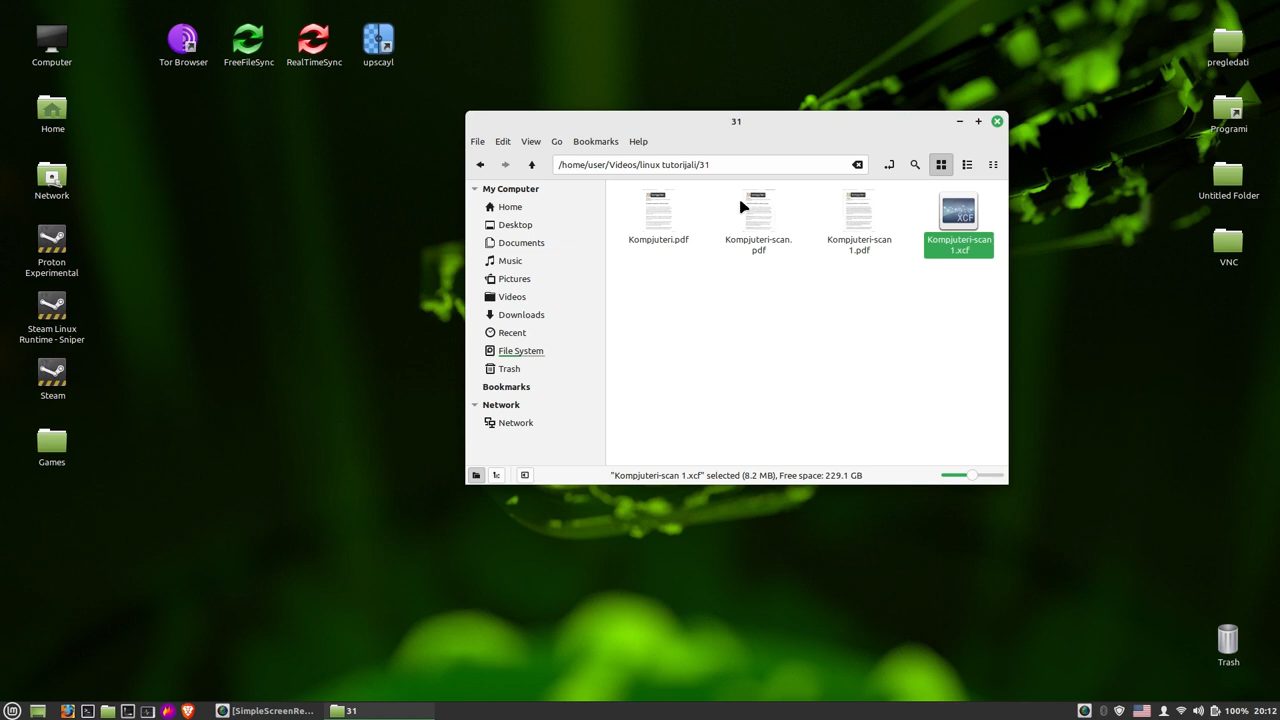 Computer
Tor Browser
FreeFileSync
RealTimeSync
upscayl
pregledati
Home
Programi
Network
Untitled Folder
Proton
Experimental
VNC
Steam Linux
Runtime - Sniper
Steam
Games
Trash
31
File Edit View Go Bookmarks Help
/home/user/Videos/linux tutorijali/31
My Computer
Home
Desktop
Documents
Music
Pictures
Videos
Downloads
Recent
File System
Trash
Bookmarks
Network
Network
Kompjuteri.pdf
Kompjuteri-scan.
pdf
Kompjuteri-scan
1.pdf
XCF
Kompjuteri-scan
1.xcf
"Kompjuteri-scan 1.xcf" selected (8.2 MB), Free space: 229.1 GB
[SimpleScreenRe...
31
100% 20:12